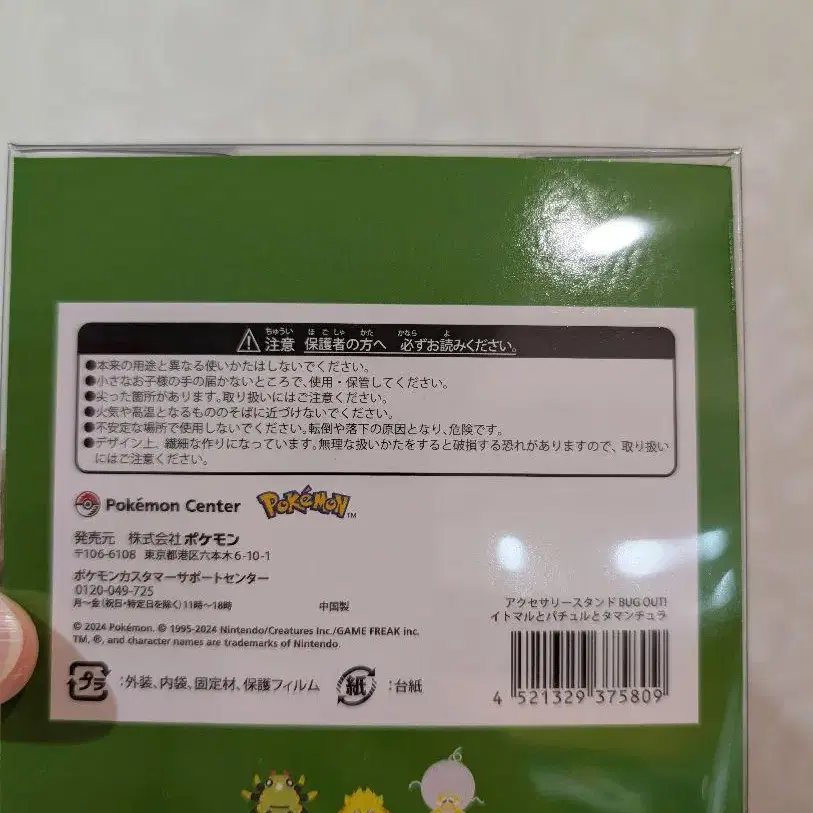 ちゅうい ほごしゃ かた かなら よ
注意 保護者の方へ 必ずお読みください。
●本来の用途と異なる使いかたはしないでください。
●小さなお子様の手の届かないところで、使用・保管してください。
●尖った箇所があります。取り扱いにはご注意ください。
●火気や高温となるもののそばに近づけないでください。
●不安定な場所で使用しないでください。転倒や落下の原因となり、危険です。
●デザイン上、繊細な作りになっています。無理な扱いかたをすると破損する恐れがありますので、取り扱い
にはご注意ください。
Pokémon Center POKéMON TM
発売元 株式会社ポケモン
〒106-6108 東京都港区六本木6-10-1
ポケモンカスタマーサポートセンター
0120-049-725
月～金(祝日・特定日を除く)11時～18時 中国製
アクセサリースタンド BUG OUT!
イトマルとバチュルとタマンチュラ
© 2024 Pokémon. © 1995-2024 Nintendo/Creatures Inc./GAME FREAK inc.
TM, ®, and character names are trademarks of Nintendo.
プラ :外装、内袋、固定材、保護フィルム 紙 :台紙
4 521329 375809